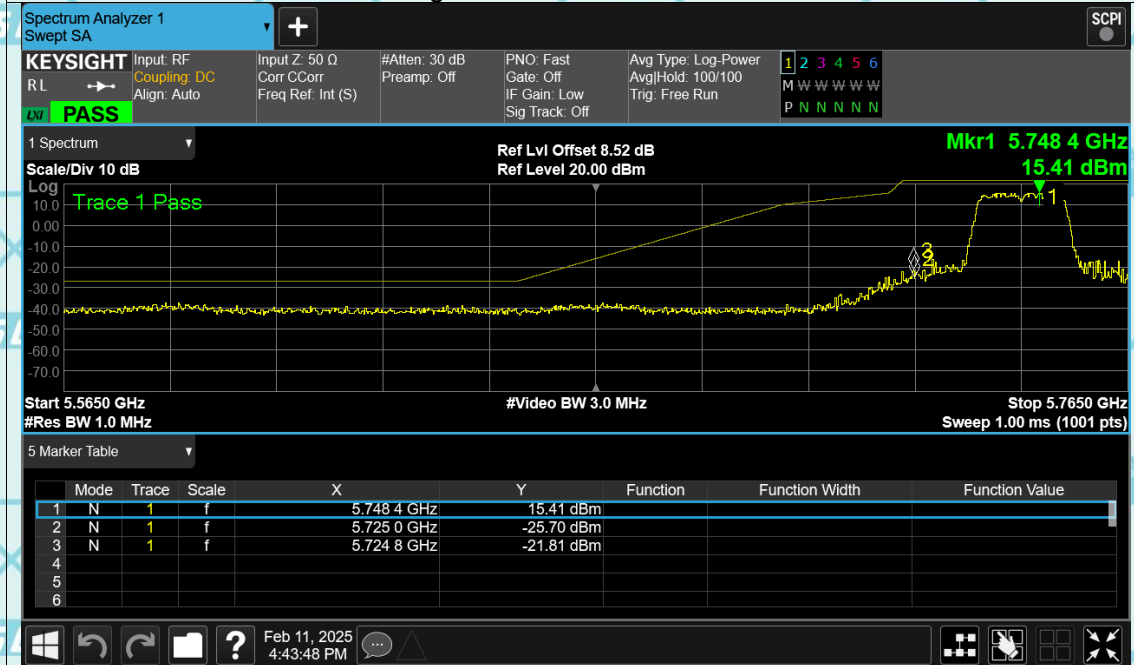 Spectrum Analyzer 1
Swept SA
+
SCPI
KEYSIGHT Input: RF Input Z: 50 Ω #Atten: 30 dB PNO: Fast Avg Type: Log-Power 1 2 3 4 5 6
RL Coupling: DC Corr CCorr Preamp: Off Gate: Off Avg|Hold: 100/100 M W W W W W
Align: Auto Freq Ref: Int (S) IF Gain: Low Trig: Free Run
LXI PASS Sig Track: Off P N N N N N
1 Spectrum Ref Lvl Offset 8.52 dB Mkr1 5.748 4 GHz
Scale/Div 10 dB Ref Level 20.00 dBm 15.41 dBm
Log
Trace 1 Pass
1
10.0
0.00
-10.0
3
2
-20.0
-30.0
-40.0
-50.0
-60.0
-70.0
Start 5.5650 GHz #Video BW 3.0 MHz Stop 5.7650 GHz
#Res BW 1.0 MHz Sweep 1.00 ms (1001 pts)
5 Marker Table
Mode Trace Scale X Y Function Function Width Function Value
1 N 1 f 5.748 4 GHz 15.41 dBm
2 N 1 f 5.725 0 GHz -25.70 dBm
3 N 1 f 5.724 8 GHz -21.81 dBm
4
5
6
? Feb 11, 2025
4:43:48 PM